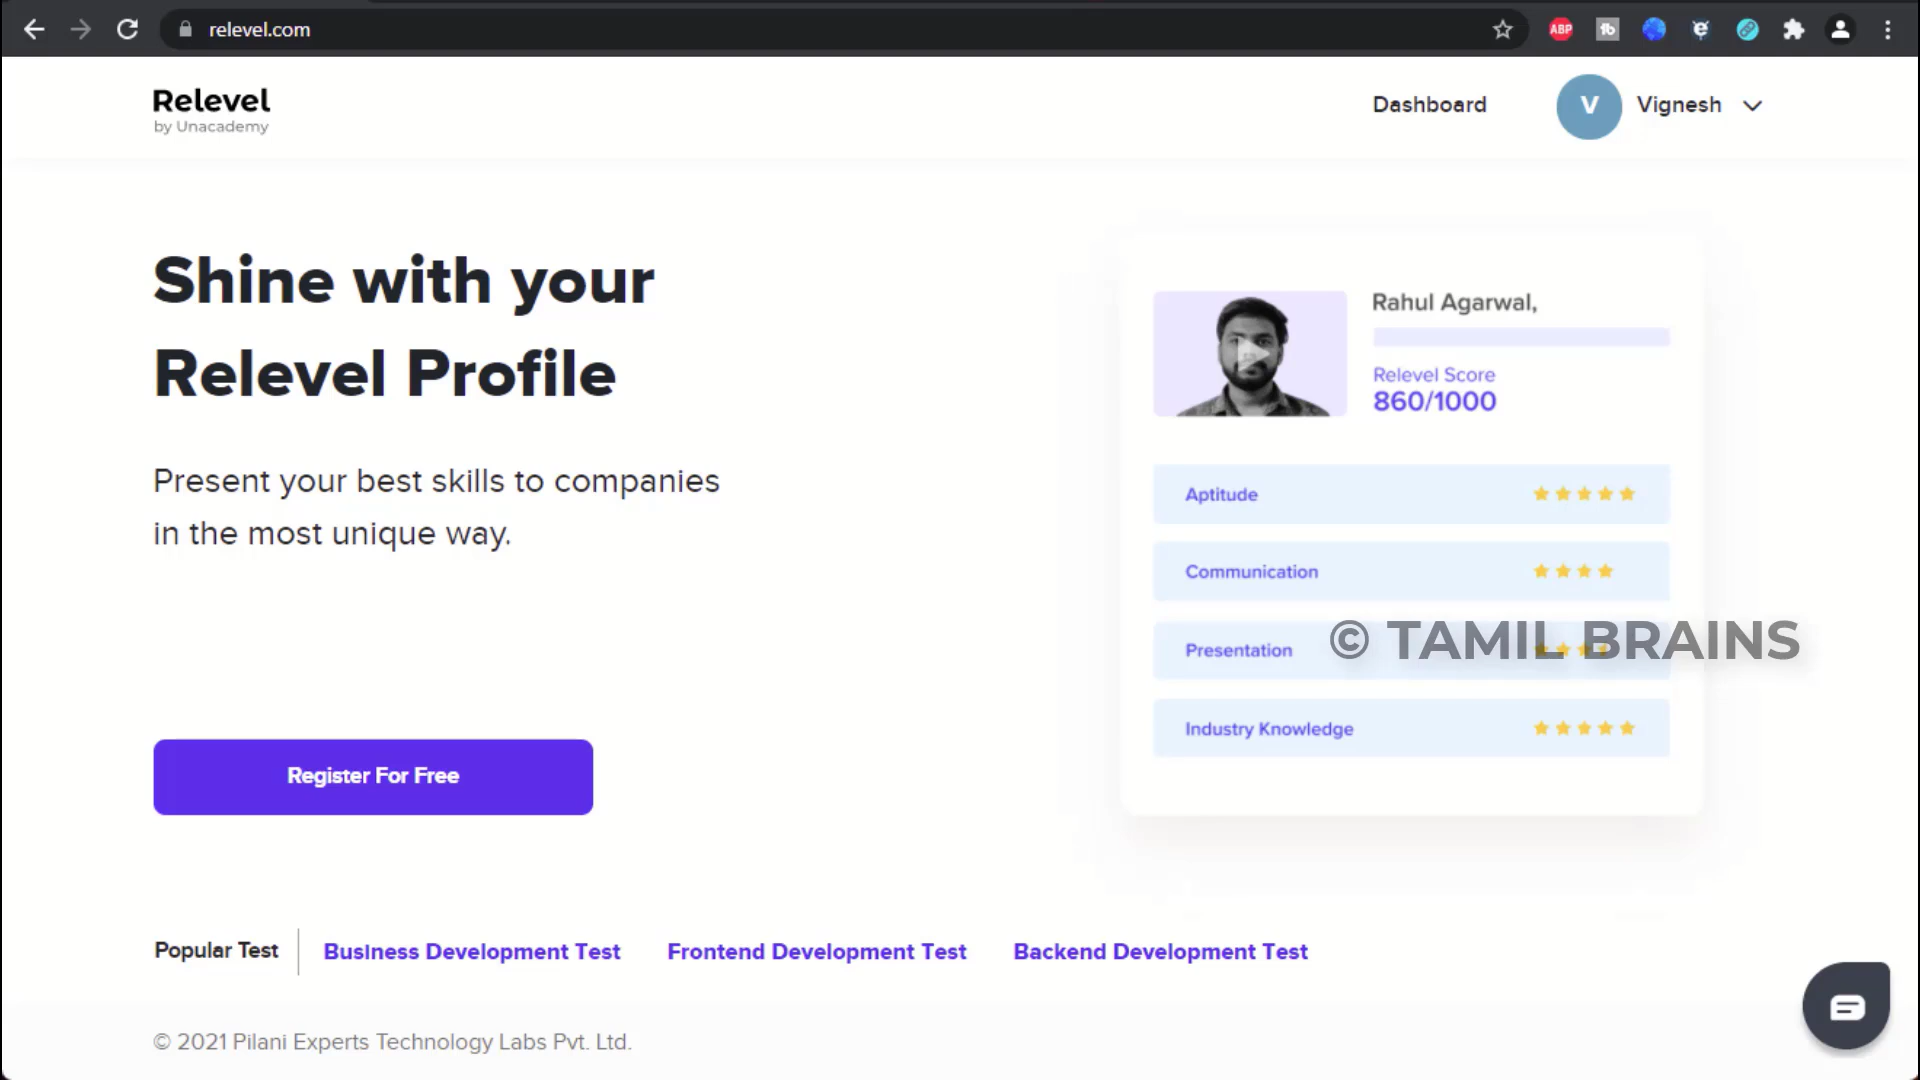 relevel.com
ABP
Relevel
by Unacademy
Dashboard
V
Vignesh
Shine with your
Relevel Profile
Present your best skills to companies
in the most unique way.
Register For Free
Rahul Agarwal,
Relevel Score
860/1000
Aptitude
Communication
Presentation
© TAMIL BRAINS
Industry Knowledge
Popular Test
Business Development Test
Frontend Development Test
Backend Development Test
© 2021 Pilani Experts Technology Labs Pvt. Ltd.